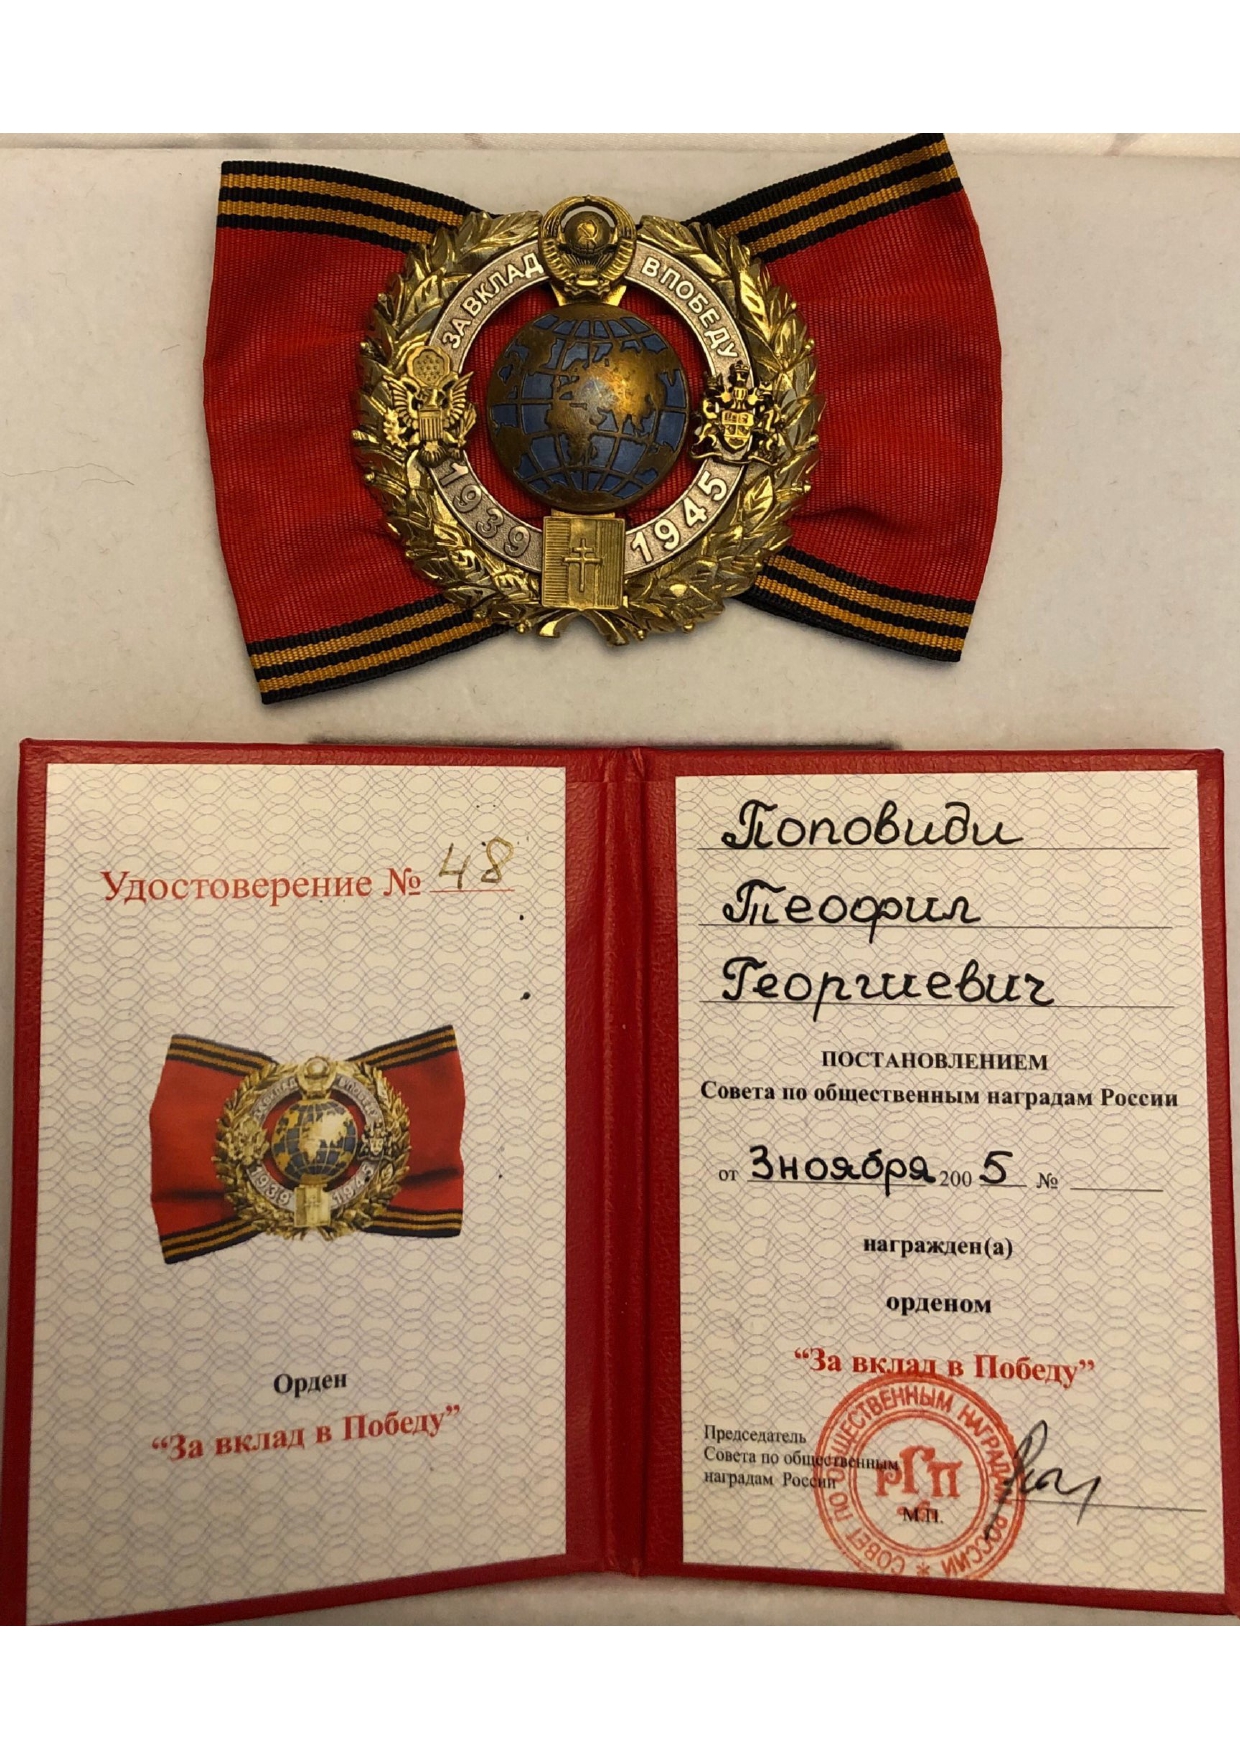 ЗА ВКЛАД В ПОБЕДУ
1939 1945
Удостоверение № 48
Орден
“За вклад в Победу”
Поповиди
Теофил
Георгиевич
ПОСТАНОВЛЕНИЕМ
Совета по общественным наградам России
от 3 ноября 2005 № 
награжден(а)
орденом
“За вклад в Победу”
Председатель
Совета по общественным
наградам России
М.П.
СОВЕТ ПО ОБЩЕСТВЕННЫМ НАГРАДАМ РОССИИ
РГП